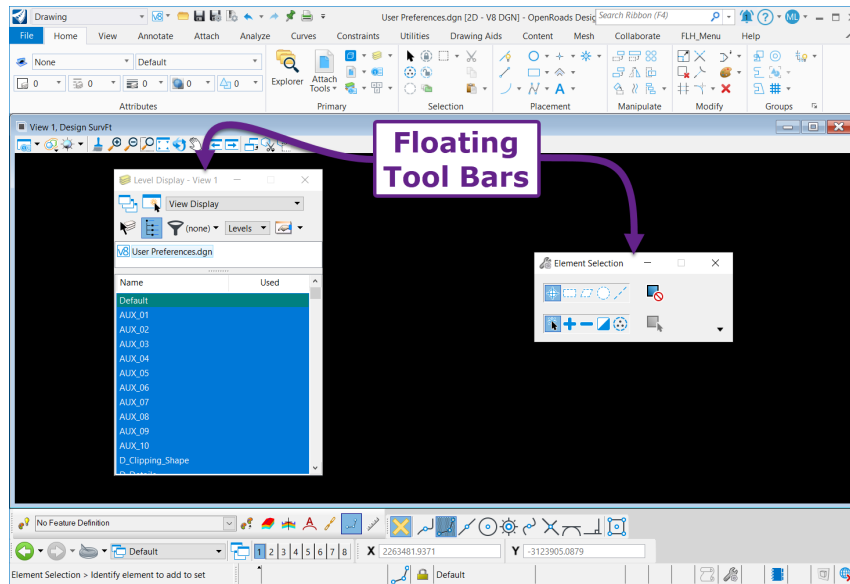 Drawing
User Preferences.dgn [2D - V8 DGN] - OpenRoads Desig
Search Ribbon (F4)
ML
File Home View Annotate Attach Analyze Curves Constraints Utilities Drawing Aids Content Mesh Collaborate FLH_Menu Help
None Default
0 0 0 0 0
Explorer Attach Tools
Attributes Primary Selection Placement Manipulate Modify Groups
View 1, Design SurvFt
Floating
Tool Bars
Level Display - View 1
View Display
(none) Levels
V8 User Preferences.dgn
Name Used
Default
AUX_01
AUX_02
AUX_03
AUX_04
AUX_05
AUX_06
AUX_07
AUX_08
AUX_09
AUX_10
D_Clipping_Shape
D_Details
Element Selection
No Feature Definition
Default 1 2 3 4 5 6 7 8 X 2263481.9371 Y -3123905.0879
Element Selection > Identify element to add to set
Default